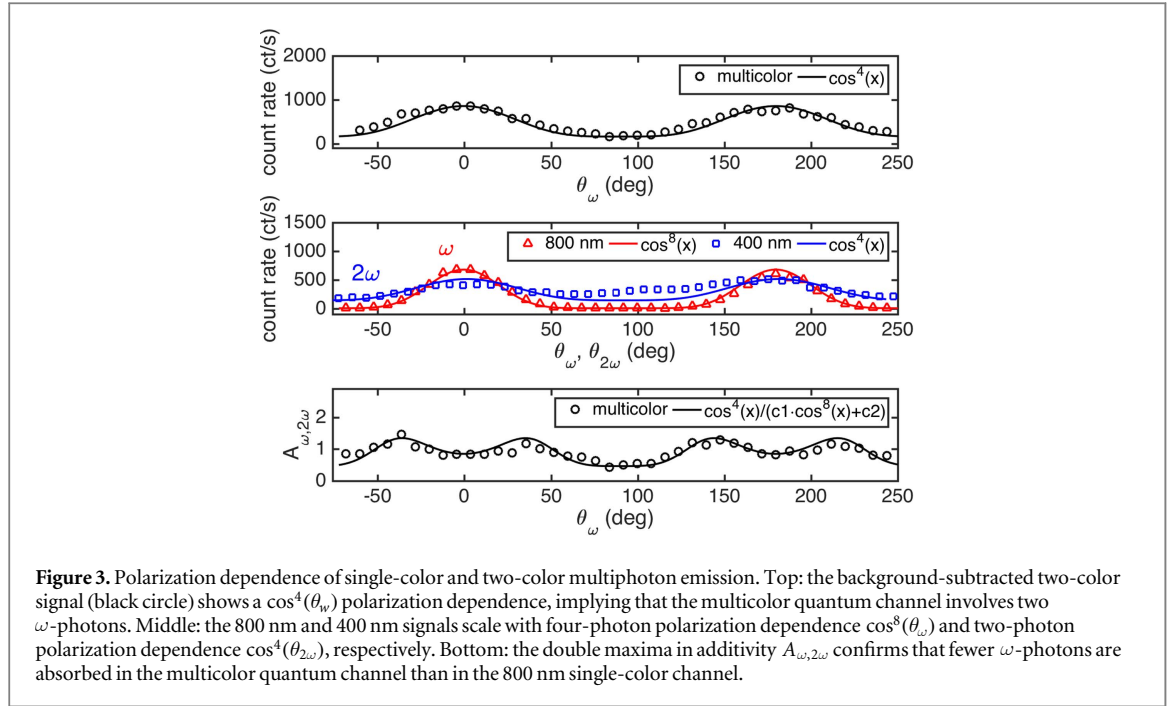 2000
1000
0
count rate (ct/s)
multicolor cos⁴(x)
-50 0 50 100 150 200 250
θ_ω (deg)
1500
1000
500
0
count rate (ct/s)
800 nm cos⁸(x) 400 nm cos⁴(x)
ω
2ω
-50 0 50 100 150 200 250
θ_ω, θ_2ω (deg)
2
1
0
A_ω,2ω
multicolor cos⁴(x)/(c1·cos⁸(x)+c2)
-50 0 50 100 150 200 250
θ_ω (deg)
Figure 3. Polarization dependence of single-color and two-color multiphoton emission. Top: the background-subtracted two-color
signal (black circle) shows a cos⁴(θ_w) polarization dependence, implying that the multicolor quantum channel involves two
ω-photons. Middle: the 800 nm and 400 nm signals scale with four-photon polarization dependence cos⁸(θ_ω) and two-photon
polarization dependence cos⁴(θ_2ω), respectively. Bottom: the double maxima in additivity A_ω,2ω confirms that fewer ω-photons are
absorbed in the multicolor quantum channel than in the 800 nm single-color channel.